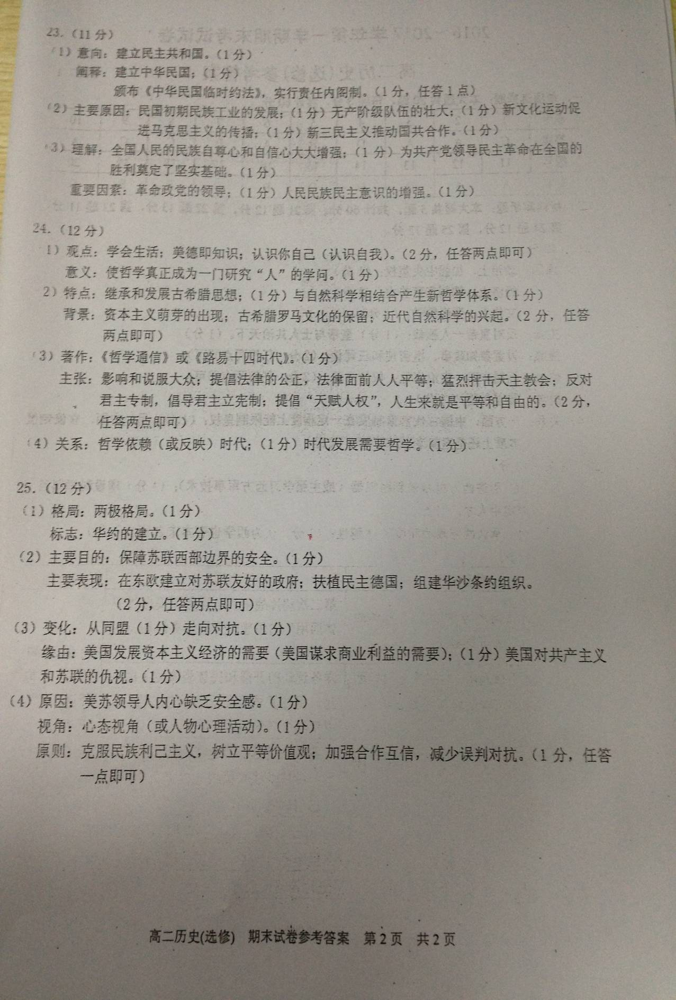 23.（11分）
（1）意向：建立民主共和国。（1分）
阐释：建立中华民国；（1分）
颁布《中华民国临时约法》，实行责任内阁制。（1分，任答1点）
（2）主要原因：民国初期民族工业的发展；（1分）无产阶级队伍的壮大；（1分）新文化运动促
进马克思主义的传播；（1分）新三民主义推动国共合作。（1分）
（3）理解：全国人民的民族自尊心和自信心大大增强；（1分）为共产党领导民主革命在全国的
胜利奠定了坚实基础。（1分）
重要因素：革命政党的领导；（1分）人民民族民主意识的增强。（1分）
24.（12分）
1）观点：学会生活；美德即知识；认识你自己（认识自我）。（2分，任答两点即可）
意义：使哲学真正成为一门研究“人”的学问。（1分）
2）特点：继承和发展古希腊思想；（1分）与自然科学相结合产生新哲学体系。（1分）
背景：资本主义萌芽的出现；古希腊罗马文化的保留；近代自然科学的兴起。（2分，任答
两点即可）
（3）著作：《哲学通信》或《路易十四时代》。（1分）
主张：影响和说服大众；提倡法律的公正，法律面前人人平等；猛烈抨击天主教会；反对
君主专制，倡导君主立宪制；提倡“天赋人权”，人生来就是平等和自由的。（2分，
任答两点即可）
（4）关系：哲学依赖（或反映）时代；（1分）时代发展需要哲学。（1分）
25.（12分）
（1）格局：两极格局。（1分）
标志：华约的建立。（1分）
（2）主要目的：保障苏联西部边界的安全。（1分）
主要表现：在东欧建立对苏联友好的政府；扶植民主德国；组建华沙条约组织。
（2分，任答两点即可）
（3）变化：从同盟（1分）走向对抗。（1分）
缘由：美国发展资本主义经济的需要（美国谋求商业利益的需要）；（1分）美国对共产主义
和苏联的仇视。（1分）
（4）原因：美苏领导人内心缺乏安全感。（1分）
视角：心态视角（或人物心理活动）。（1分）
原则：克服民族利己主义，树立平等价值观；加强合作互信，减少误判对抗。（1分，任答
一点即可）
高二历史(选修) 期末试卷参考答案 第2页 共2页